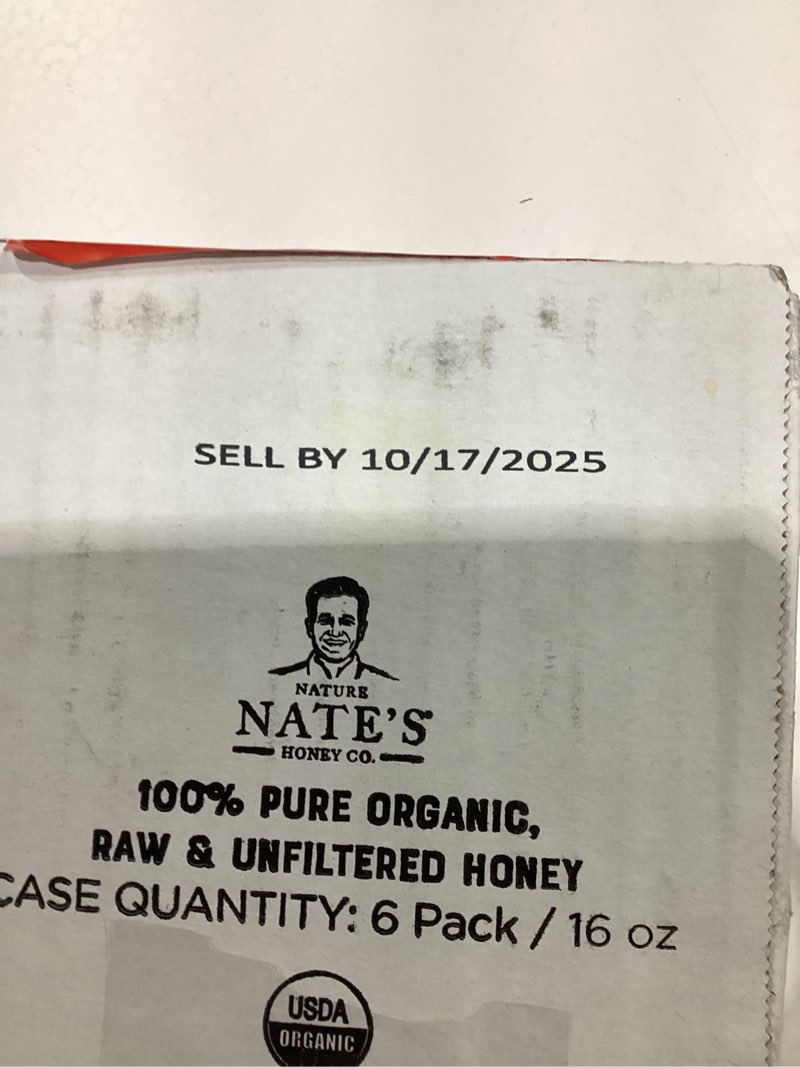 SELL BY 10/17/2025
NATURE
NATE'S
HONEY CO.
100% PURE ORGANIC,
RAW & UNFILTERED HONEY
CASE QUANTITY: 6 Pack / 16 oz
USDA
ORGANIC